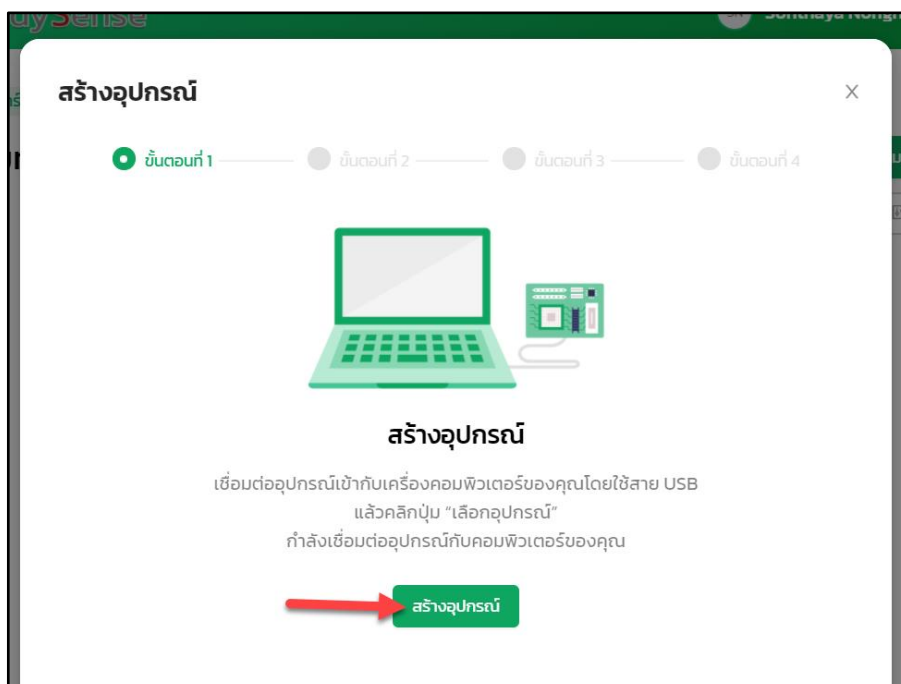 Sense
สร้างอุปกรณ์
X
ขั้นตอนที่ 1
ขั้นตอนที่ 2
ขั้นตอนที่ 3
ขั้นตอนที่ 4
สร้างอุปกรณ์
เชื่อมต่ออุปกรณ์เข้ากับเครื่องคอมพิวเตอร์ของคุณโดยใช้สาย USB
แล้วคลิกปุ่ม “เลือกอุปกรณ์”
กำลังเชื่อมต่ออุปกรณ์กับคอมพิวเตอร์ของคุณ
สร้างอุปกรณ์